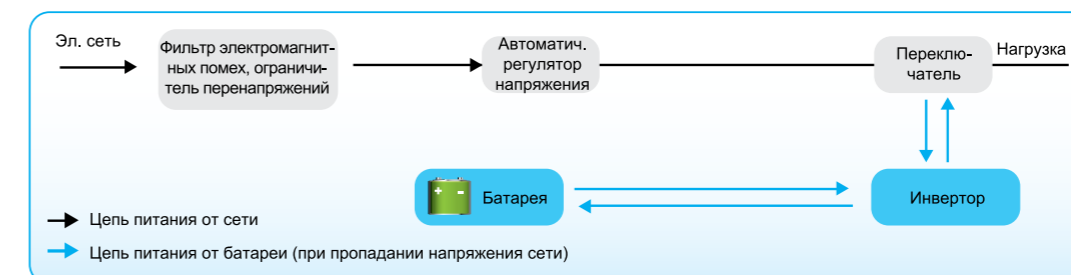 Эл. сеть
Фильтр электромагнит-
ных помех, ограничи-
тель перенапряжений
Автоматич.
регулятор
напряжения
Переклю-
чатель
Нагрузка
+ -
Батарея
Инвертор
Цепь питания от сети
Цепь питания от батареи (при пропадании напряжения сети)